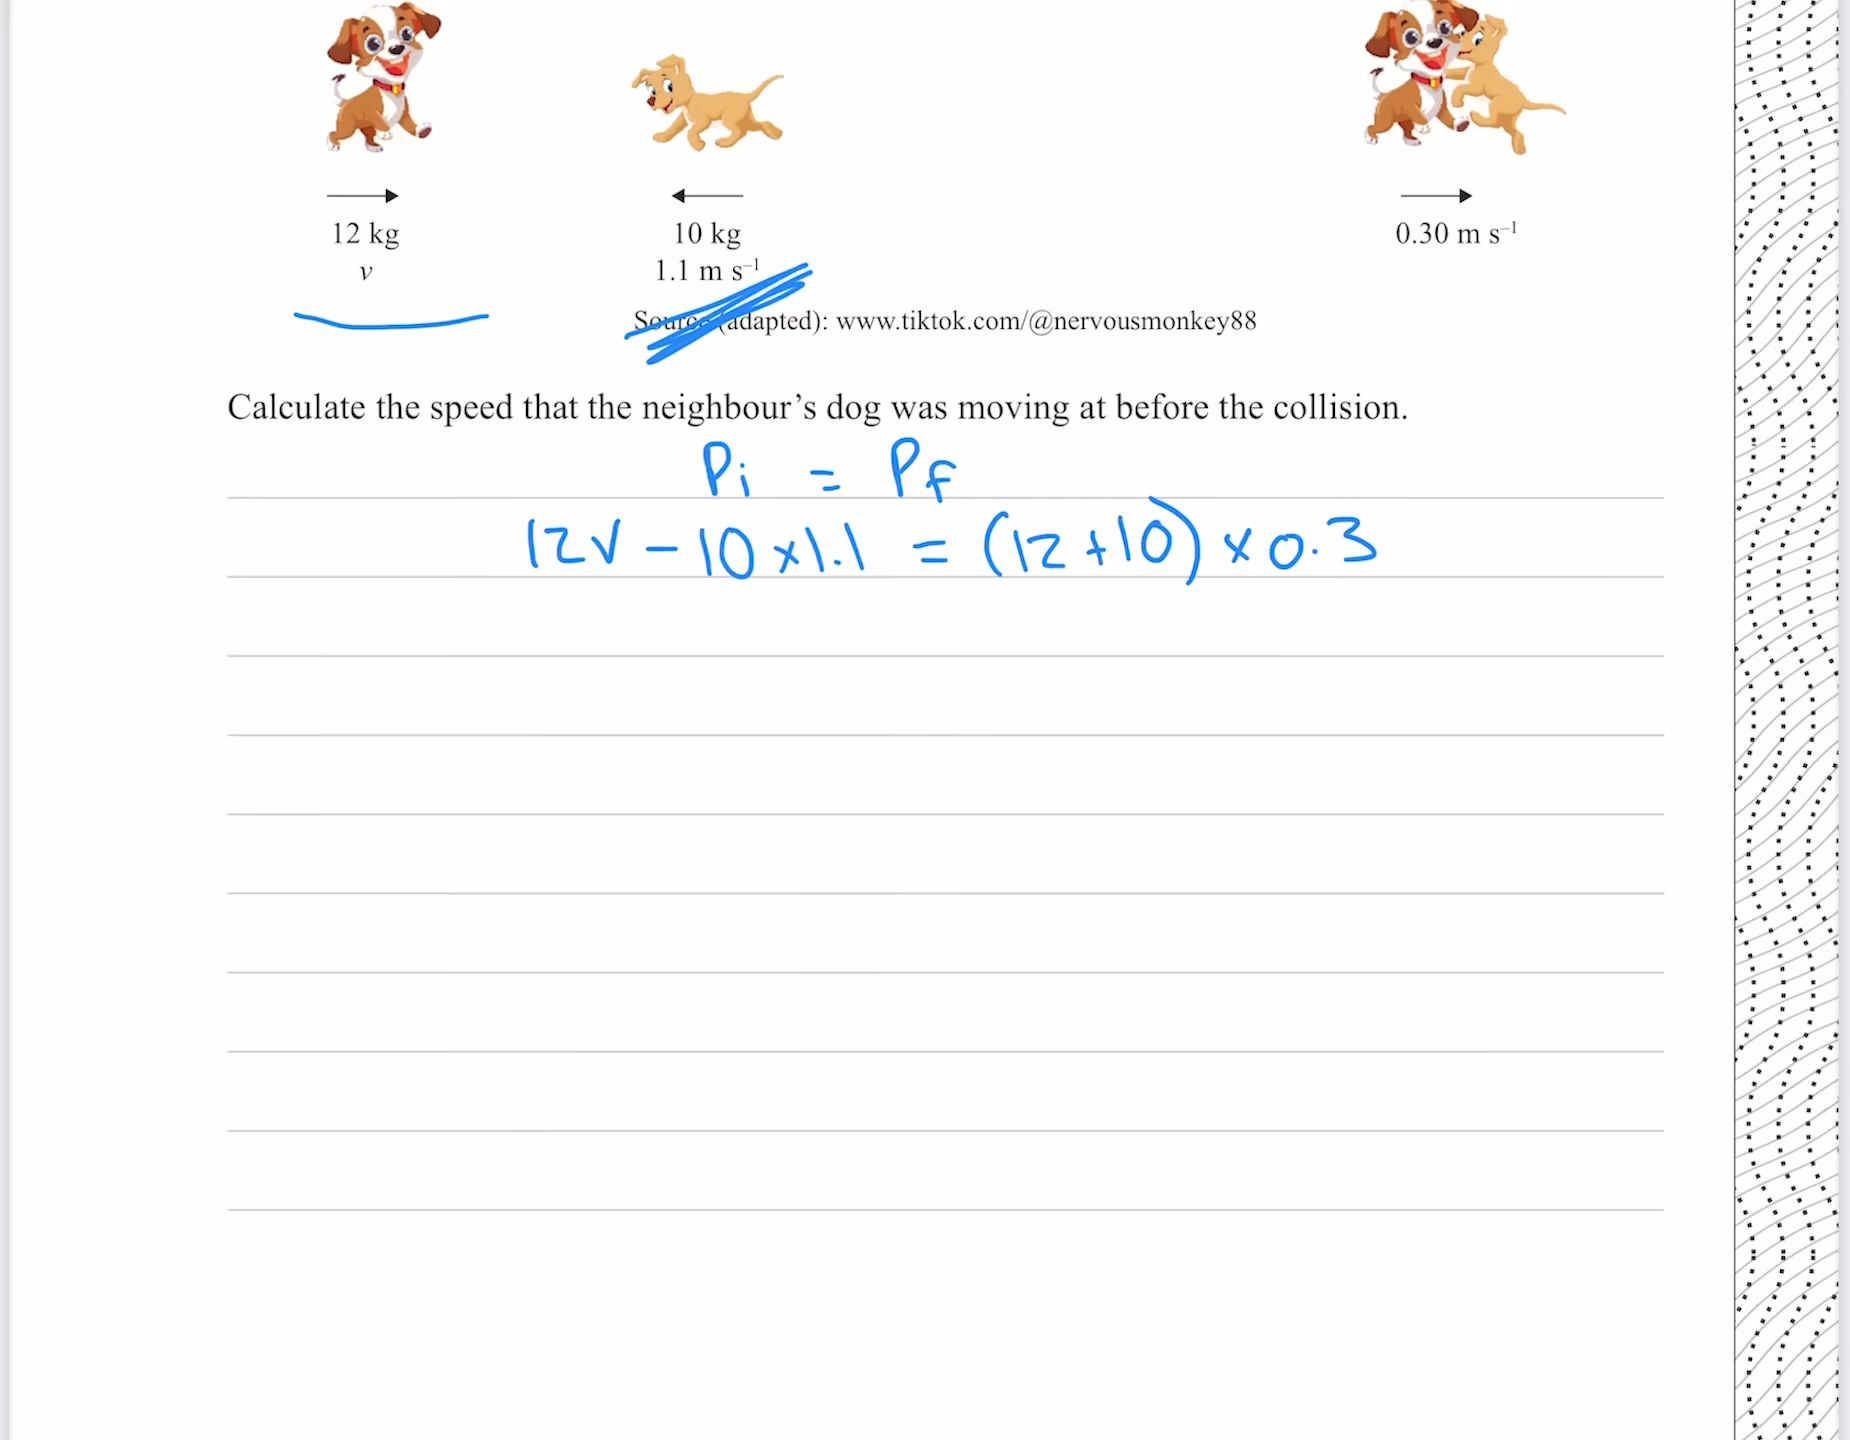 12 kg 10 kg 0.30 m s⁻¹
v 1.1 m s⁻¹
Source (adapted): www.tiktok.com/@nervousmonkey88
Calculate the speed that the neighbour’s dog was moving at before the collision.
Pi = Pf
12v − 10 × 1.1 = (12 + 10) × 0.3